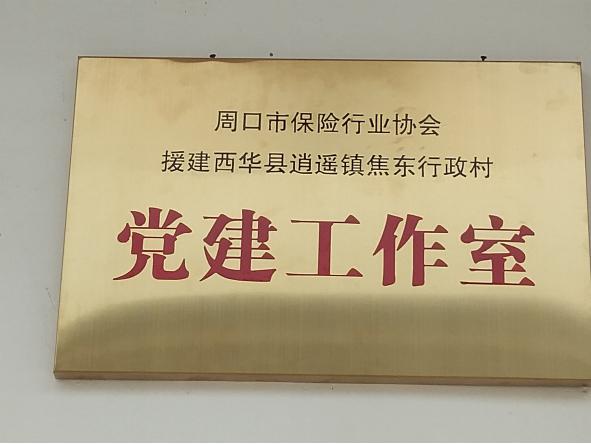 周口市保险行业协会
援建西华县逍遥镇焦东行政村
党建工作室